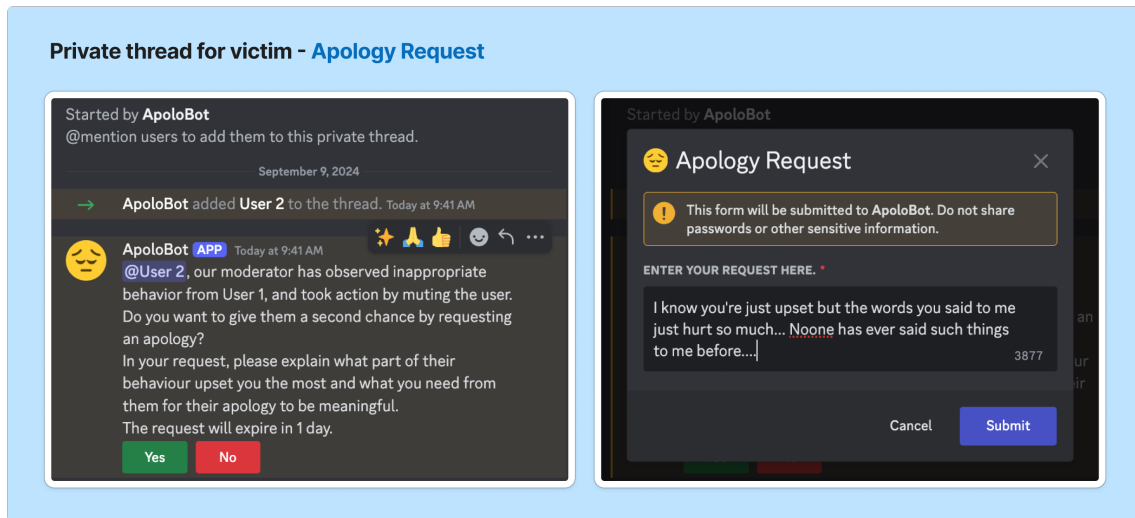 Private thread for victim - Apology Request
Started by ApoloBot
@mention users to add them to this private thread.
September 9, 2024
ApoloBot added User 2 to the thread. Today at 9:41 AM
ApoloBot APP Today at 9:41 AM
@User 2, our moderator has observed inappropriate
behavior from User 1, and took action by muting the user.
Do you want to give them a second chance by requesting
an apology?
In your request, please explain what part of their
behaviour upset you the most and what you need from
them for their apology to be meaningful.
The request will expire in 1 day.
Yes No
Started by ApoloBot
Apology Request
This form will be submitted to ApoloBot. Do not share
passwords or other sensitive information.
ENTER YOUR REQUEST HERE. *
I know you're just upset but the words you said to me
just hurt so much... Noone has ever said such things
to me before....
3877
Cancel Submit